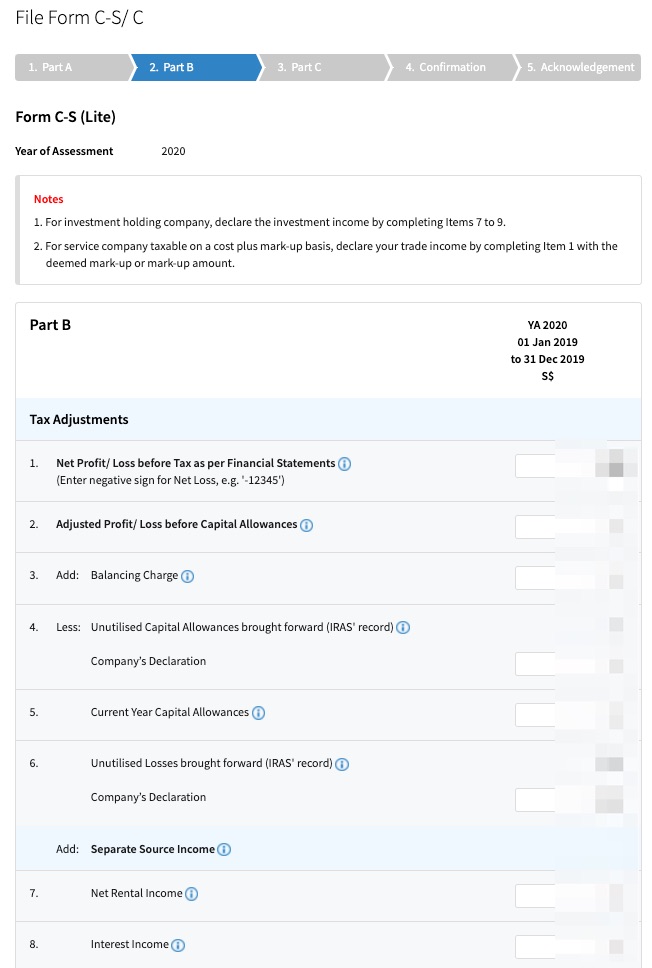 File Form C-S/ C
1. Part A
2. Part B
3. Part C
4. Confirmation
5. Acknowledgement
Form C-S (Lite)
Year of Assessment 2020
Notes
1. For investment holding company, declare the investment income by completing Items 7 to 9.
2. For service company taxable on a cost plus mark-up basis, declare your trade income by completing Item 1 with the
deemed mark-up or mark-up amount.
Part B
YA 2020
01 Jan 2019
to 31 Dec 2019
S$
Tax Adjustments
1. Net Profit/ Loss before Tax as per Financial Statements
(Enter negative sign for Net Loss, e.g. '-12345')
2. Adjusted Profit/ Loss before Capital Allowances
3. Add: Balancing Charge
4. Less: Unutilised Capital Allowances brought forward (IRAS' record)
Company's Declaration
5. Current Year Capital Allowances
6. Unutilised Losses brought forward (IRAS' record)
Company's Declaration
Add: Separate Source Income
7. Net Rental Income
8. Interest Income